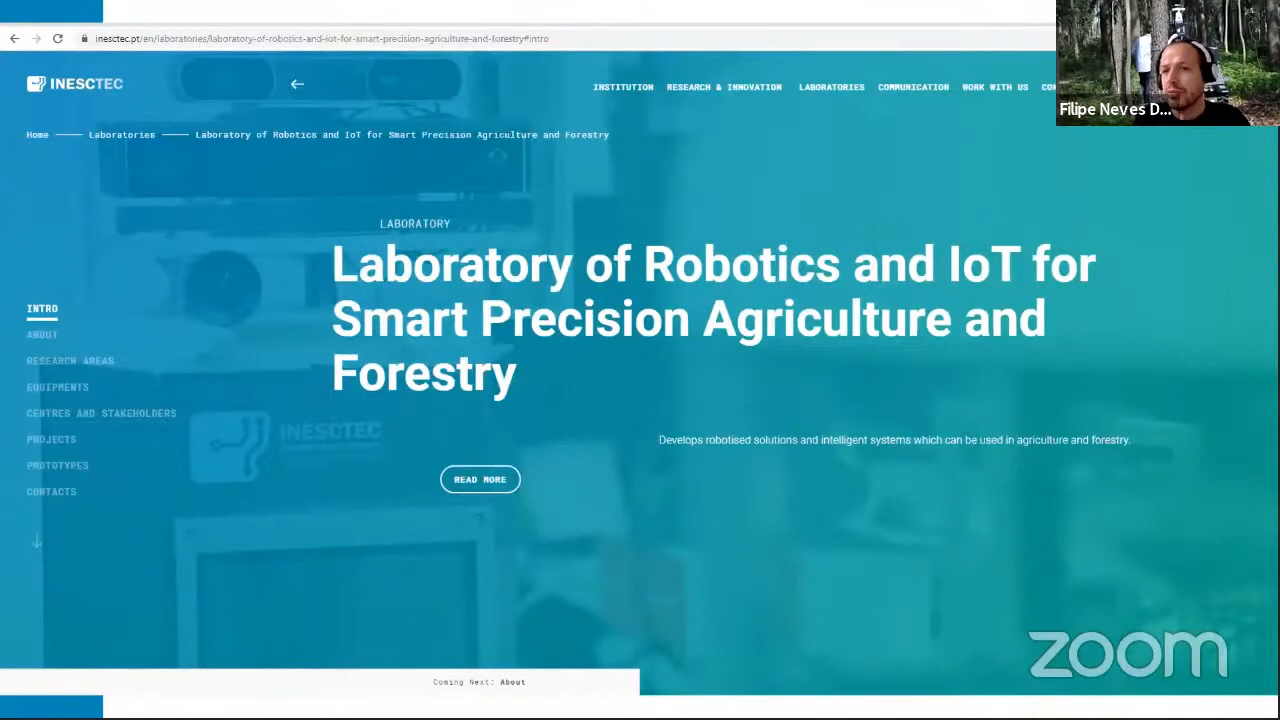 inesctec.pt/en/laboratories/laboratory-of-robotics-and-iot-for-smart-precision-agriculture-and-forestry#intro
INESCTEC
INSTITUTION RESEARCH & INNOVATION LABORATORIES COMMUNICATION WORK WITH US
Filipe Neves D...
Home Laboratories Laboratory of Robotics and IoT for Smart Precision Agriculture and Forestry
LABORATORY
Laboratory of Robotics and IoT for
Smart Precision Agriculture and
Forestry
INTRO
ABOUT
RESEARCH AREAS
EQUIPMENTS
CENTRES AND STAKEHOLDERS
PROJECTS
PROTOTYPES
CONTACTS
INESCTEC
Develops robotised solutions and intelligent systems which can be used in agriculture and forestry.
READ MORE
zoom
Coming Next: About